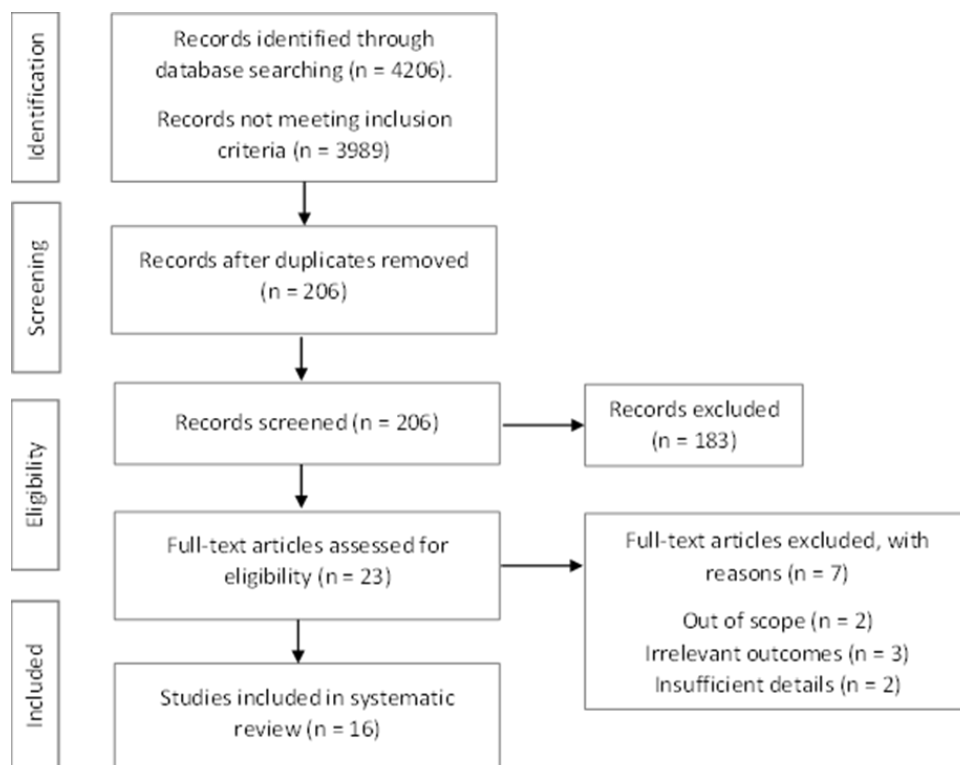 Identification
Records identified through
database searching (n = 4206).
Records not meeting inclusion
criteria (n = 3989)
Screening
Records after duplicates removed
(n = 206)
Eligibility
Records screened (n = 206)
Records excluded
(n = 183)
Full-text articles assessed for
eligibility (n = 23)
Full-text articles excluded, with
reasons (n = 7)
Out of scope (n = 2)
Irrelevant outcomes (n = 3)
Insufficient details (n = 2)
Included
Studies included in systematic
review (n = 16)